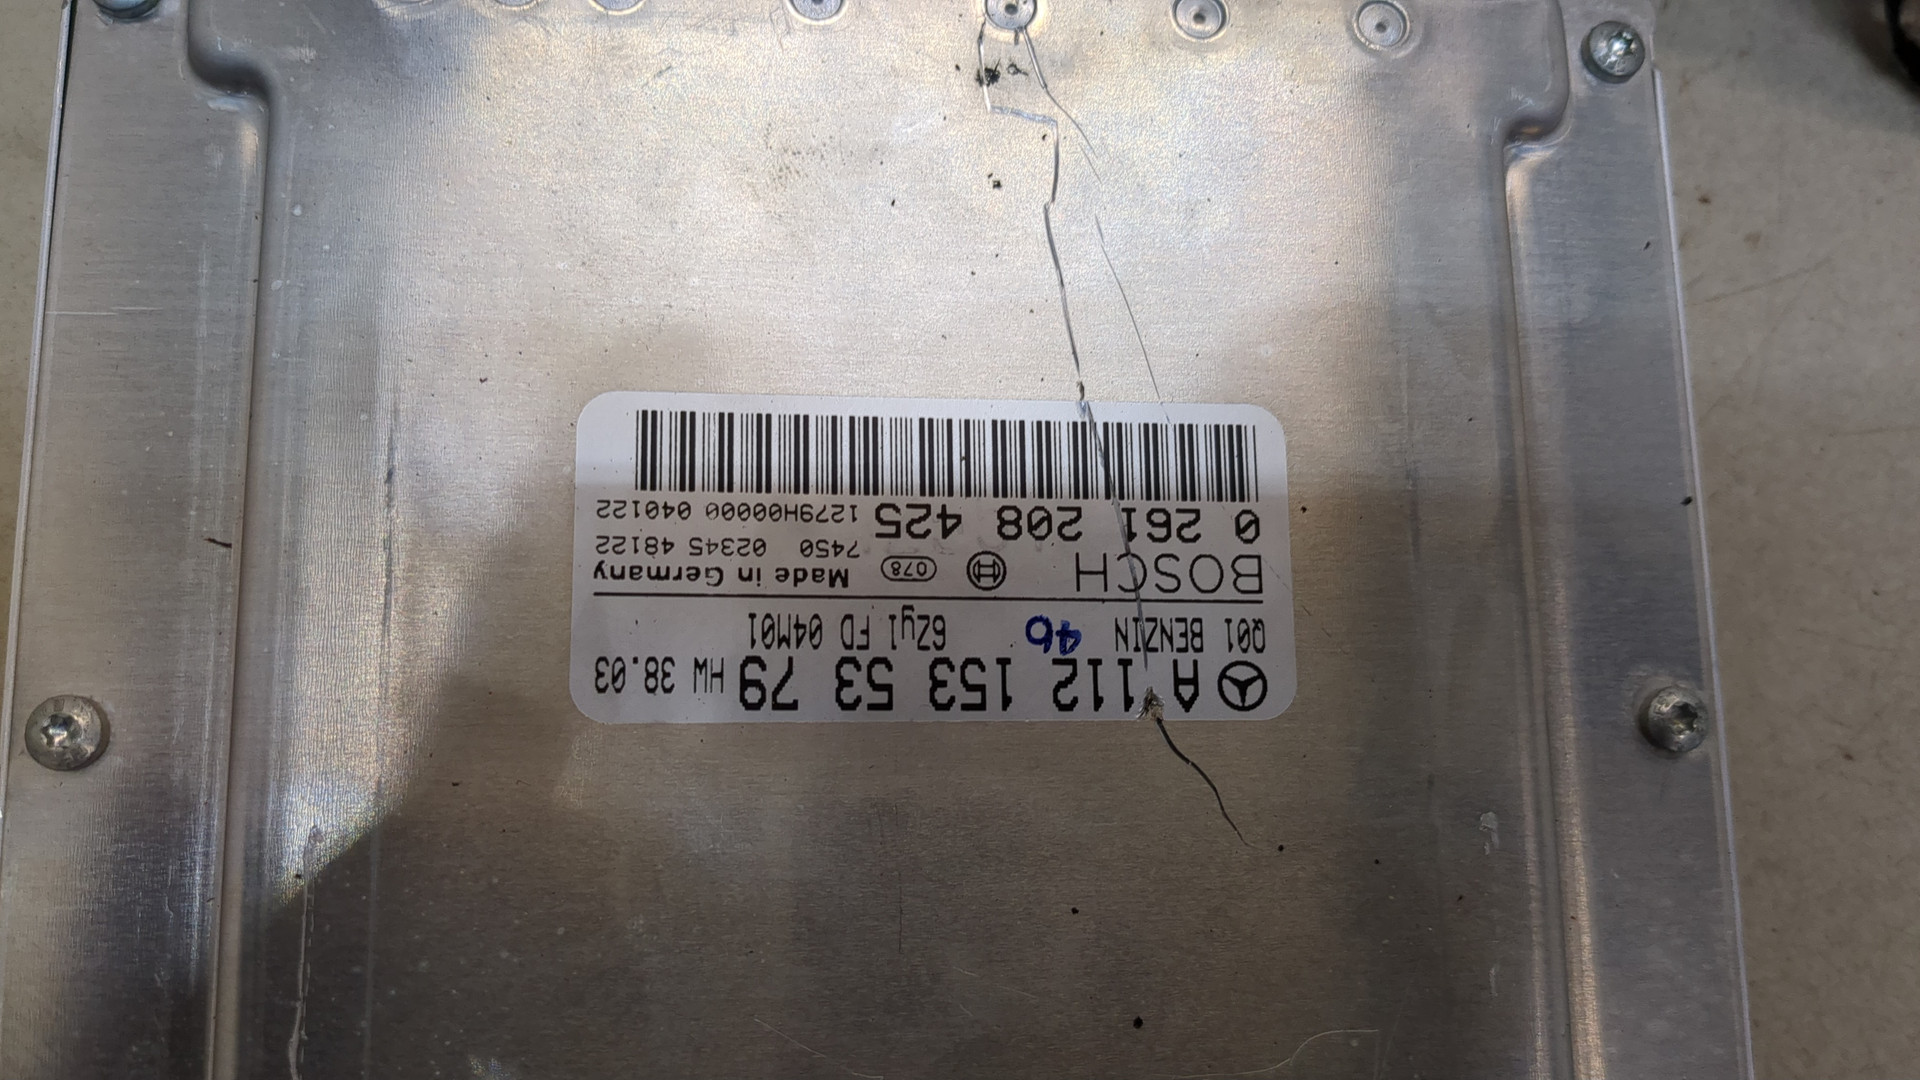 A 112 153 53 79 HW 38.03
Q01 BENZIN 46 6Zyl FD 04M01
BOSCH 078 Made in Germany
7450 02345 48122
0 261 208 425 1279H00000 040122